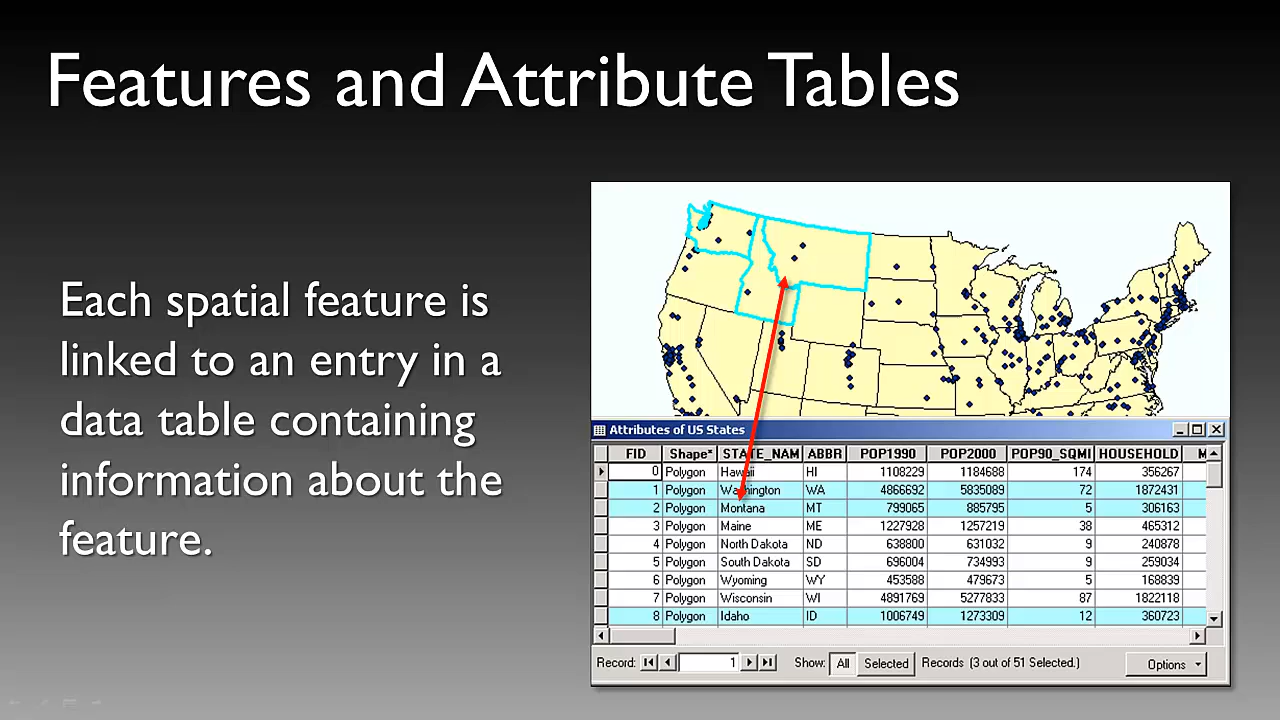 Features and Attribute Tables
Each spatial feature is
linked to an entry in a
data table containing
information about the
feature.
Attributes of US States
FID Shape* STATE_NAM ABBR POP1990 POP2000 POP90_SQMI HOUSEHOLD M
0 Polygon Hawaii HI 1108229 1184688 174 356267
1 Polygon Washington WA 4866692 5835089 72 1872431
2 Polygon Montana MT 799065 885795 5 306163
3 Polygon Maine ME 1227928 1257219 38 465312
4 Polygon North Dakota ND 638800 631032 9 240878
5 Polygon South Dakota SD 696004 734993 9 259034
6 Polygon Wyoming WY 453588 479673 5 168839
7 Polygon Wisconsin WI 4891769 5277833 87 1822118
8 Polygon Idaho ID 1006749 1273309 12 360723
Record: 1 Show: All Selected Records (3 out of 51 Selected.) Options